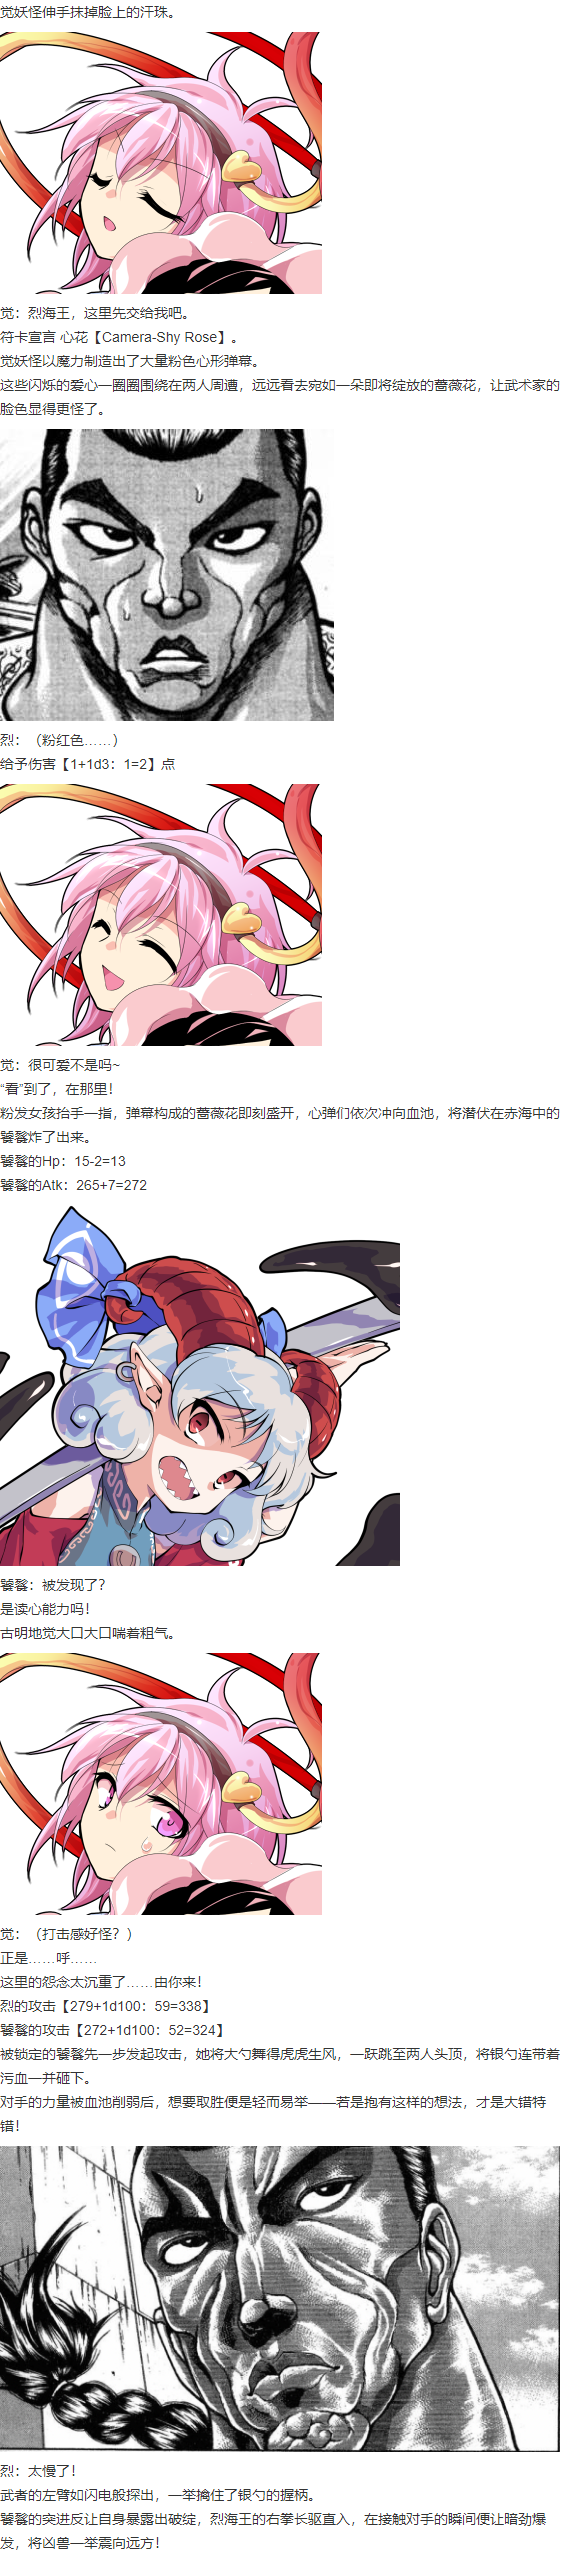 觉妖怪伸手抹掉脸上的汗珠。
觉：烈海王，这里先交给我吧。
符卡宣言 心花【Camera-Shy Rose】。
觉妖怪以魔力制造出了大量粉色心形弹幕。
这些闪烁的爱心一圈圈围绕在两人周遭，远远看去宛如一朵即将绽放的蔷薇花，让武术家的
脸色显得更怪了。
烈：（粉红色……）
给予伤害【1+1d3：1=2】点
觉：很可爱不是吗~
“看”到了，在那里！
粉发女孩抬手一指，弹幕构成的蔷薇花即刻盛开，心弹们依次冲向血池，将潜伏在赤海中的
饕餮炸了出来。
饕餮的Hp：15-2=13
饕餮的Atk：265+7=272
饕餮：被发现了？
是读心能力吗！
古明地觉大口大口喘着粗气。
觉：（打击感好怪？）
正是……呼……
这里的怨念太沉重了……由你来！
烈的攻击【279+1d100：59=338】
饕餮的攻击【272+1d100：52=324】
被锁定的饕餮先一步发起攻击，她将大勺舞得虎虎生风，一跃跳至两人头顶，将银勺连带着
污血一并砸下。
对手的力量被血池削弱后，想要取胜便是轻而易举——若是抱有这样的想法，才是大错特
错！
烈：太慢了！
武者的左臂如闪电般探出，一举擒住了银勺的握柄。
饕餮的突进反让自身暴露出破绽，烈海王的右拳长驱直入，在接触对手的瞬间便让暗劲爆
发，将凶兽一举震向远方！